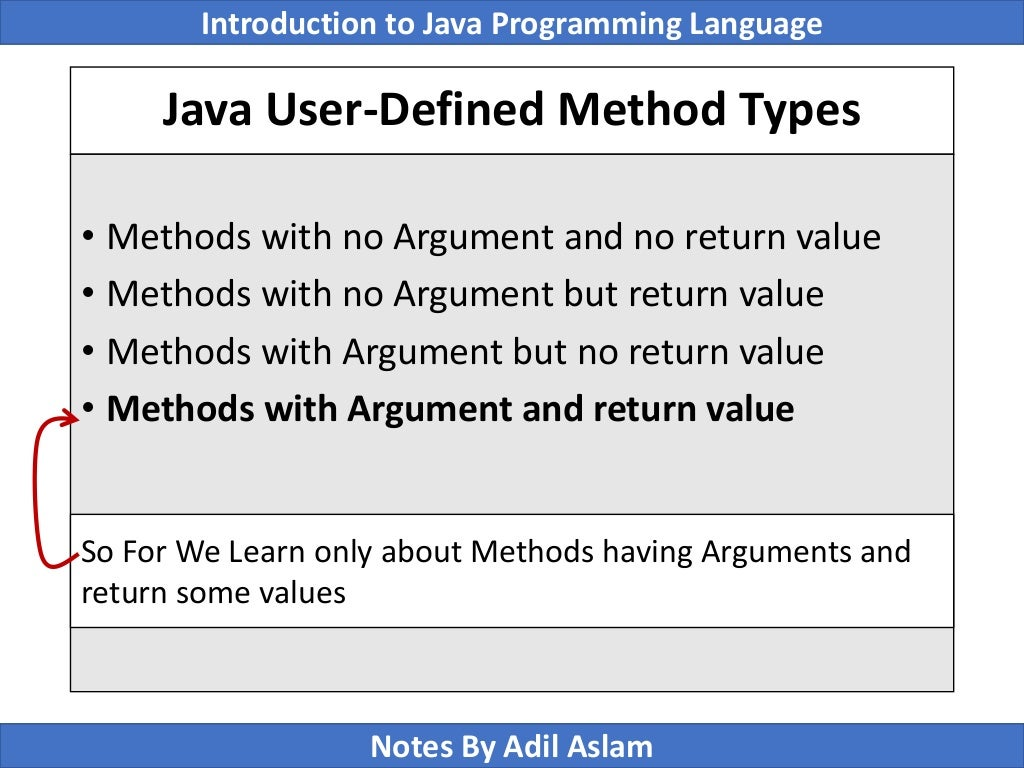 Introduction to Java Programming Language
Java User-Defined Method Types
• Methods with no Argument and no return value
• Methods with no Argument but return value
• Methods with Argument but no return value
• Methods with Argument and return value
So For We Learn only about Methods having Arguments and
return some values
Notes By Adil Aslam